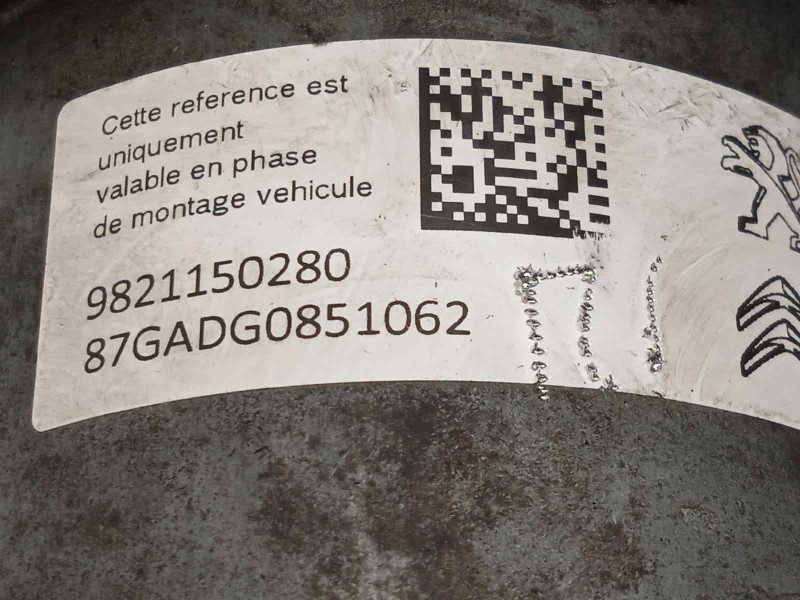 Cette reference est
uniquement
valable en phase
de montage vehicule
9821150280
87GADG0851062